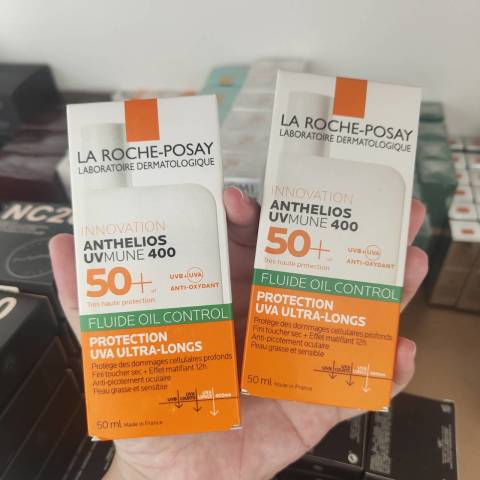 LA ROCHE-POSAY
LABORATOIRE DERMATOLOGIQUE
INNOVATION
ANTHELIOS
UVMUNE 400
50+
UVB+UVA
ANTI-OXYDANT
Très haute protection
FLUIDE OIL CONTROL
PROTECTION
UVA ULTRA-LONGS
Protège des dommages cellulaires profonds
Fini toucher sec + Effet matifiant 12h
Anti-picotement oculaire
Peau grasse et sensible
50 ml Made in France
LA ROCHE-POSAY
LABORATOIRE DERMATOLOGIQUE
INNOVATION
ANTHELIOS
UVMUNE 400
50+
UVB+UVA
ANTI-OXYDANT
Très haute protection
FLUIDE OIL CONTROL
PROTECTION
UVA ULTRA-LONGS
Protège des dommages cellulaires profonds
Fini toucher sec + Effet matifiant 12h
Anti-picotement oculaire
Peau grasse et sensible
50 ml Made in France